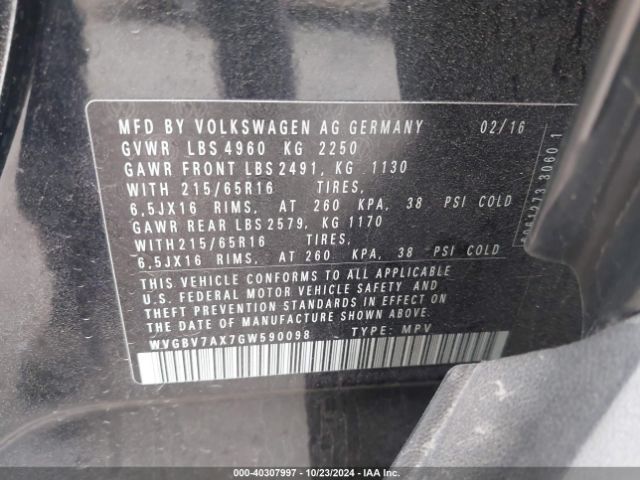 MFD BY VOLKSWAGEN AG GERMANY 02/16
GVWR LBS 4960 KG 2250
GAWR FRONT LBS 2491, KG 1130
WITH 215/65R16 TIRES,
6,5JX16 RIMS, AT 260 KPA, 38 PSI COLD
GAWR REAR LBS 2579, KG 1170
WITH 215/65R16 TIRES,
6,5JX16 RIMS, AT 260 KPA, 38 PSI COLD
THIS VEHICLE CONFORMS TO ALL APPLICABLE
U.S. FEDERAL MOTOR VEHICLE SAFETY AND
THEFT PREVENTION STANDARDS IN EFFECT ON
THE DATE OF MANUFACTURE SHOWN ABOVE.
WVGBV7AX7GW590098 TYPE: MPV
3060 1
000-40307997 - 10/23/2024 - IAA Inc.